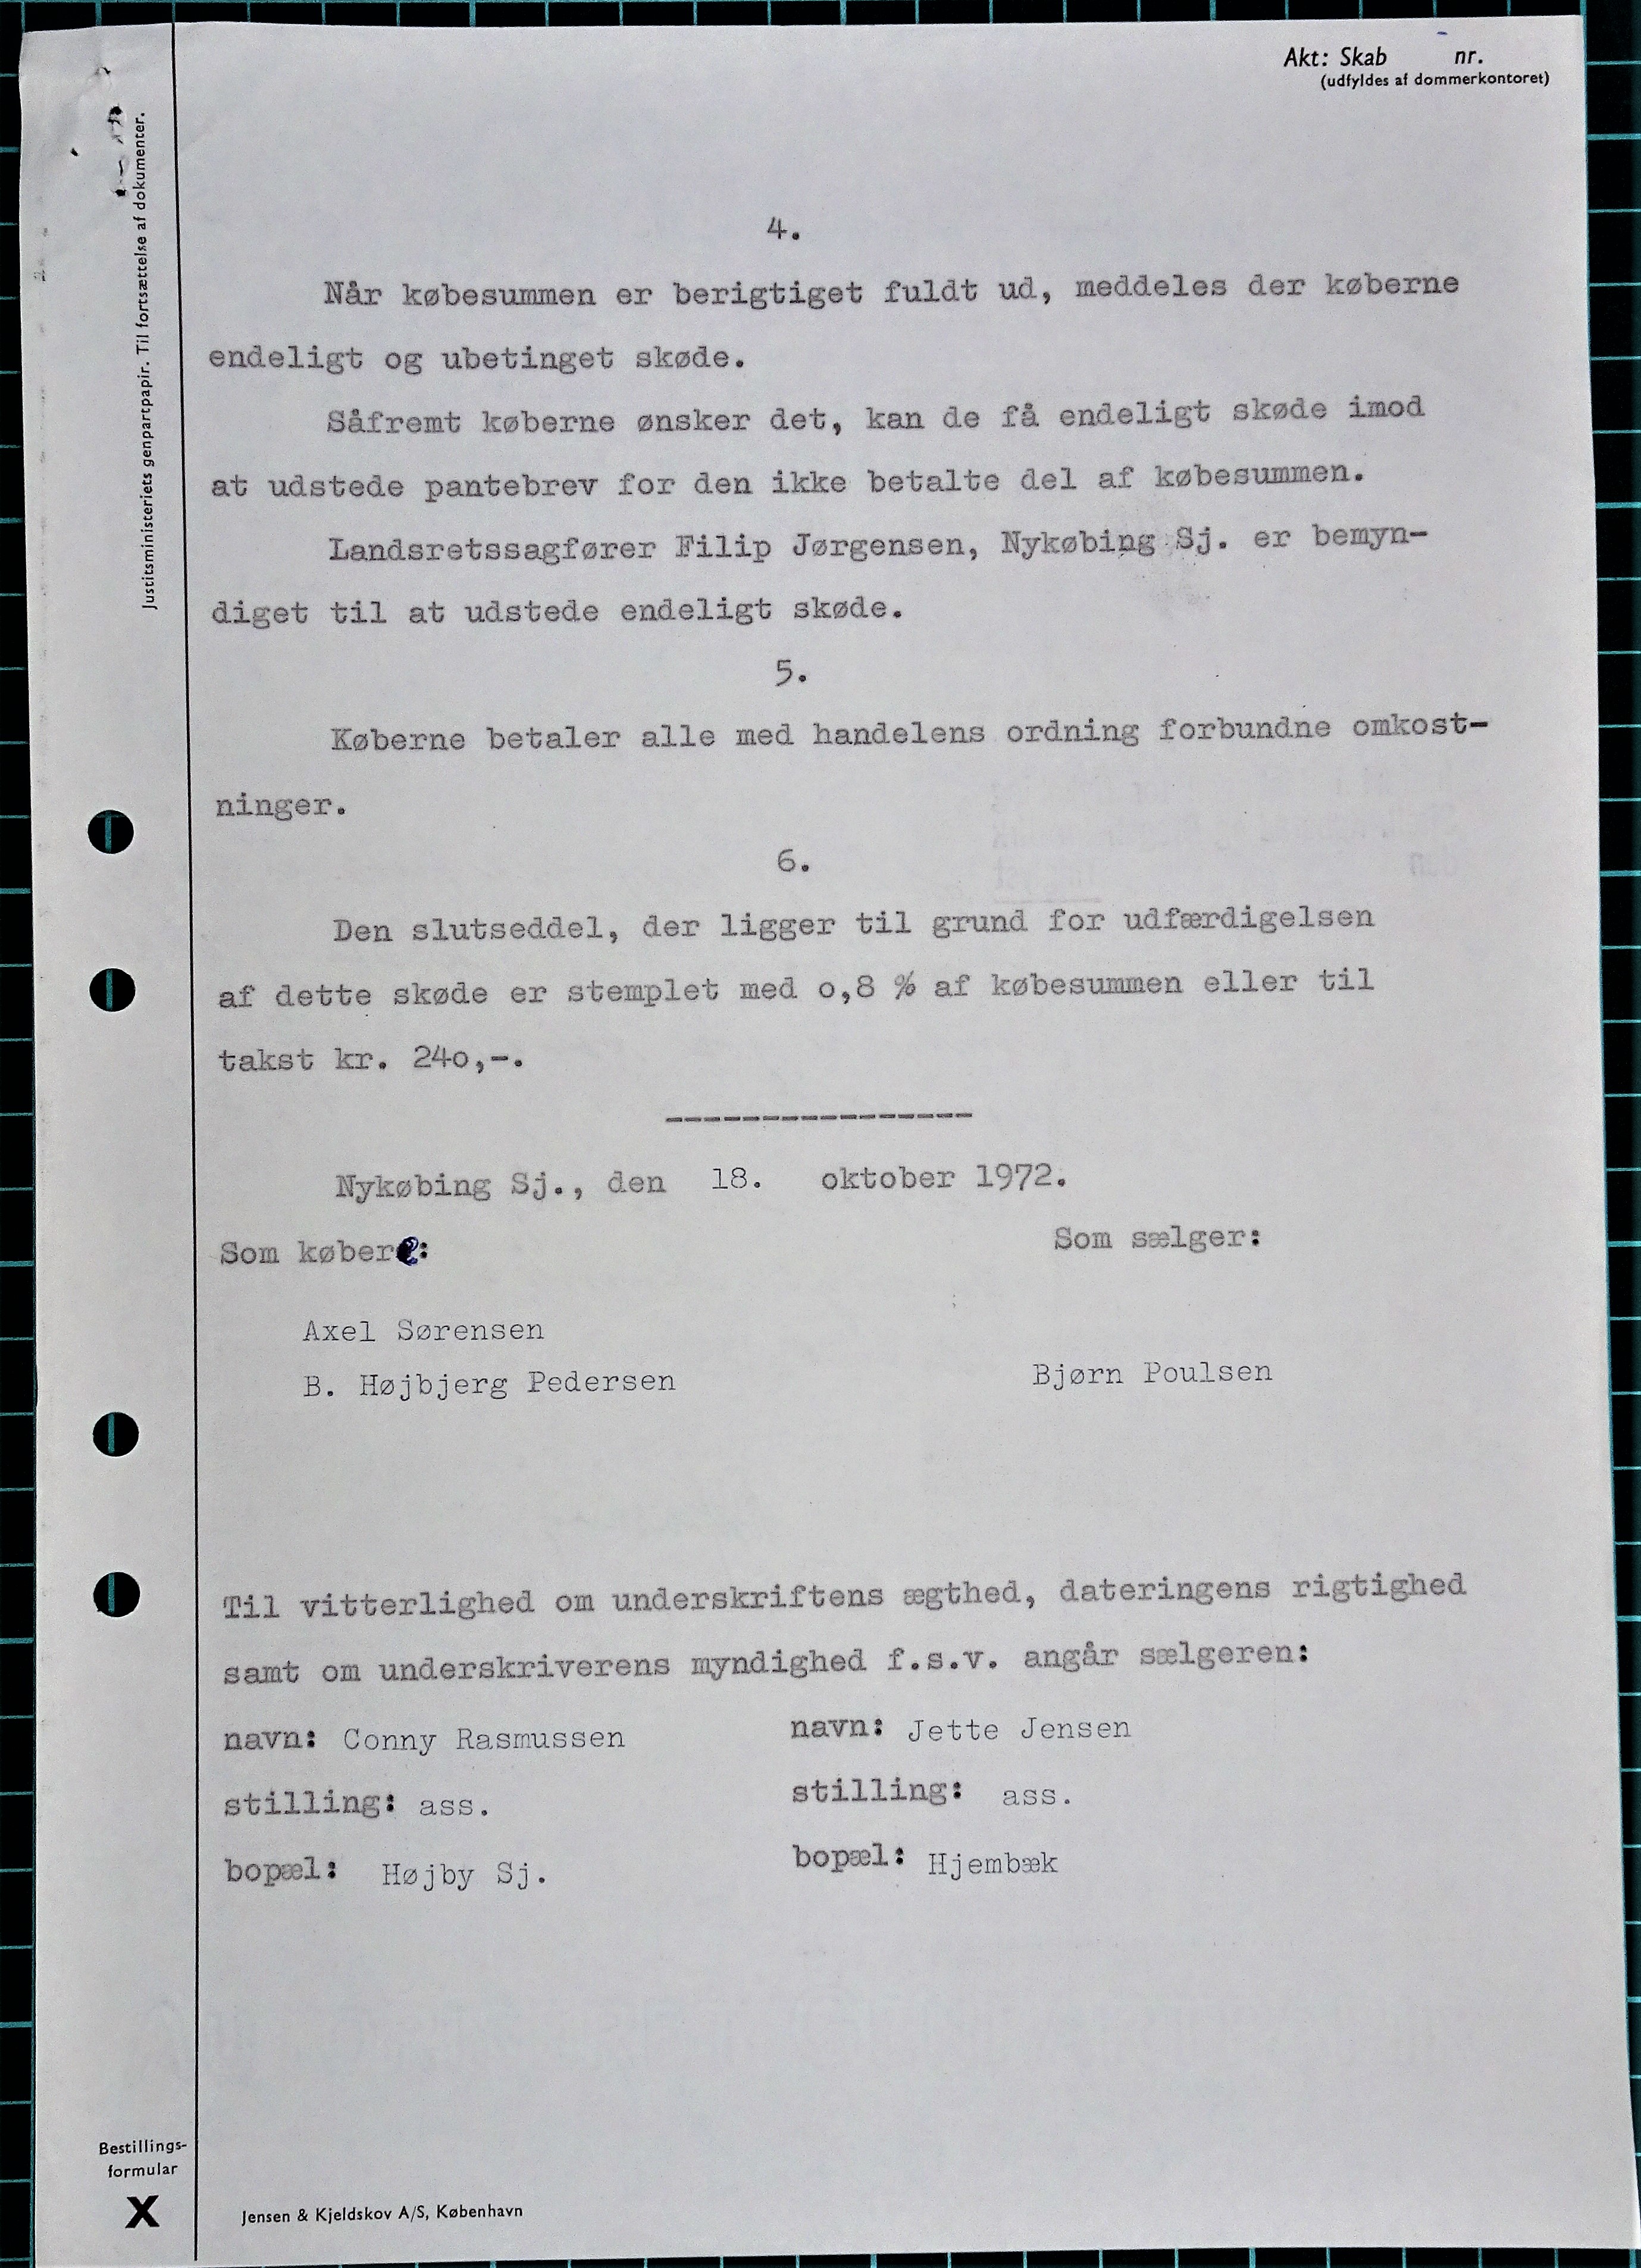 Akt: Skab nr.
(udfyldes af dommerkontoret)
Justitsministeriets genpartpapir. Til fortsættelse af dokumenter.
4.
Når købesummen er berigtiget fuldt ud, meddeles der køberne
endeligt og ubetinget skøde.
Såfremt køberne ønsker det, kan de få endeligt skøde imod
at udstede pantebrev for den ikke betalte del af købesummen.
Landsretssagfører Filip Jørgensen, Nykøbing Sj. er bemyn-
diget til at udstede endeligt skøde.
5.
Køberne betaler alle med handelens ordning forbundne omkost-
ninger.
6.
Den slutseddel, der ligger til grund for udfærdigelsen
af dette skøde er stemplet med o,8 % af købesummen eller til
takst kr. 24o,-.
----------------
Nykøbing Sj., den 18. oktober 1972.
Som købere: Som sælger:
Axel Sørensen
B. Højbjerg Pedersen Bjørn Poulsen
Til vitterlighed om underskriftens ægthed, dateringens rigtighed
samt om underskriverens myndighed f.s.v. angår sælgeren:
navn: Conny Rasmussen navn: Jette Jensen
stilling: ass. stilling: ass.
bopæl: Højby Sj. bopæl: Hjembæk
Bestillings-
formular
X
Jensen & Kjeldskov A/S, København